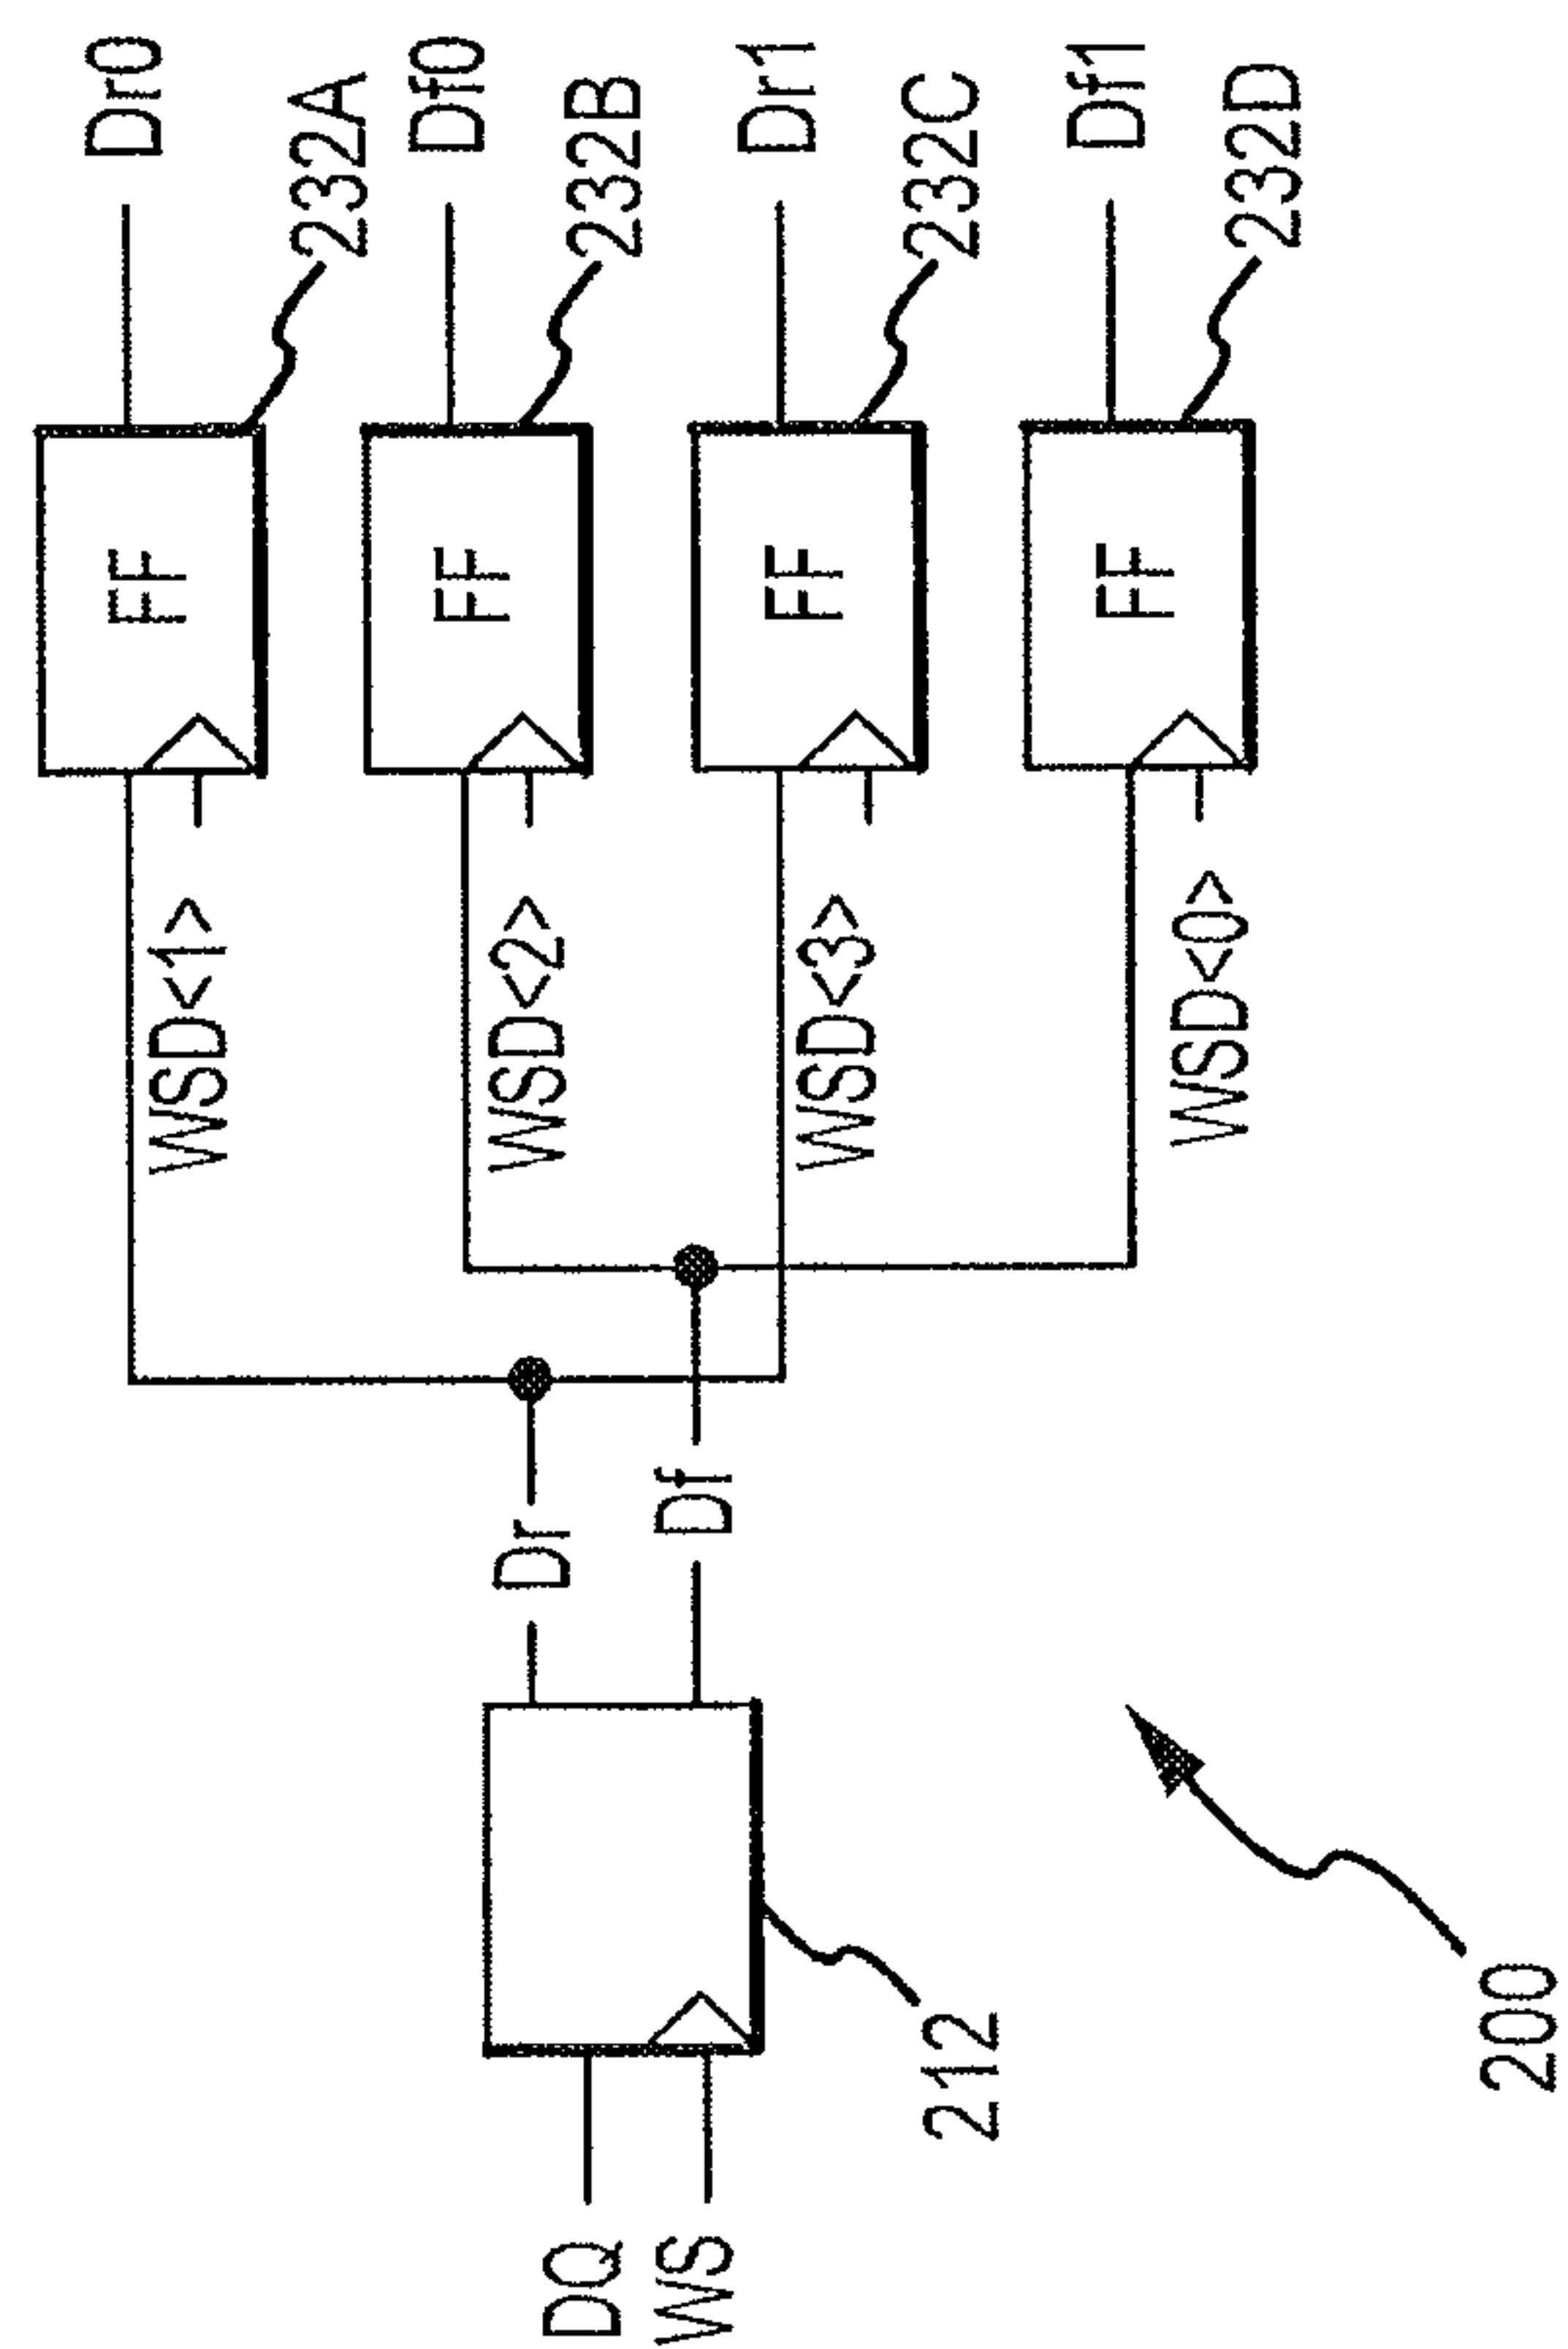 Dr0
232A
FF
WSD<1>
Df0
232B
FF
WSD<2>
Dr1
232C
FF
WSD<3>
Df1
232D
FF
WSD<0>
Dr
Df
DQ
WS
212
200